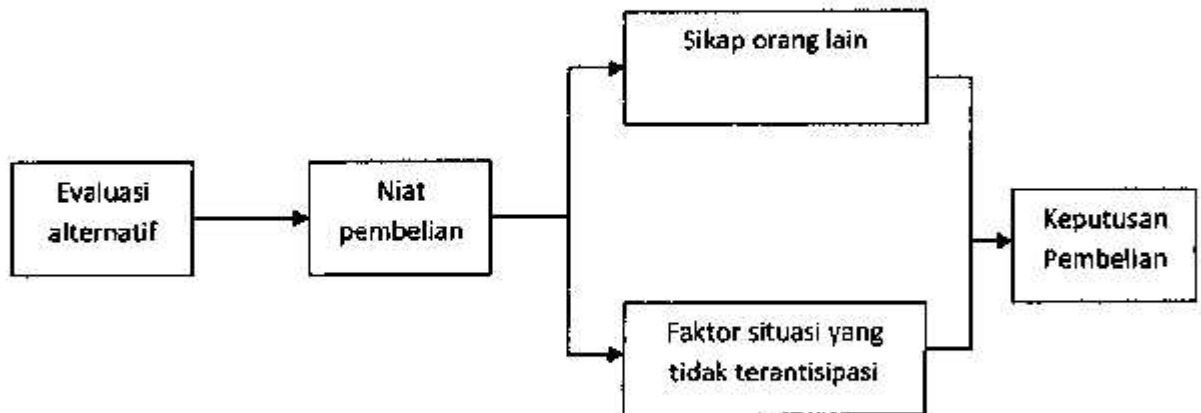 Sikap orang lain
Evaluasi
alternatif
Niat
pembelian
Keputusan
Pembelian
Faktor situasi yang
tidak terantisipasi